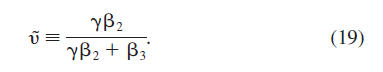 υ̃ ≡ γβ₂ / (γβ₂ + β₃). (19)